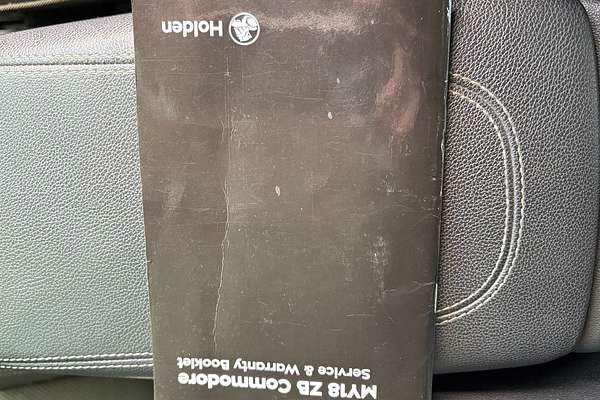 MY18 ZB Commodore
Service & Warranty Booklet
Holden